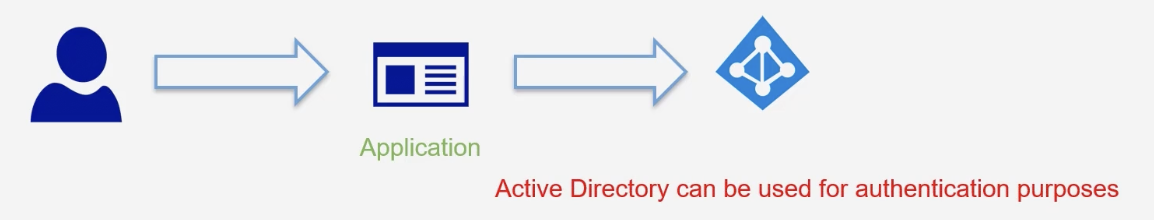 Application
Active Directory can be used for authentication purposes